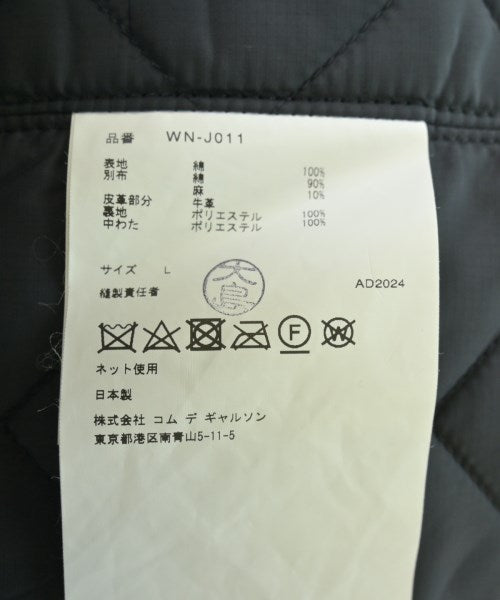 品番 WN-J011
表地 綿 100%
別布 綿 90%
麻 10%
皮革部分 牛革
裏地 ポリエステル 100%
中わた ポリエステル 100%
サイズ L
大島
縫製責任者 AD2024
F W
ネット使用
日本製
株式会社 コム デ ギャルソン
東京都港区南青山5-11-5